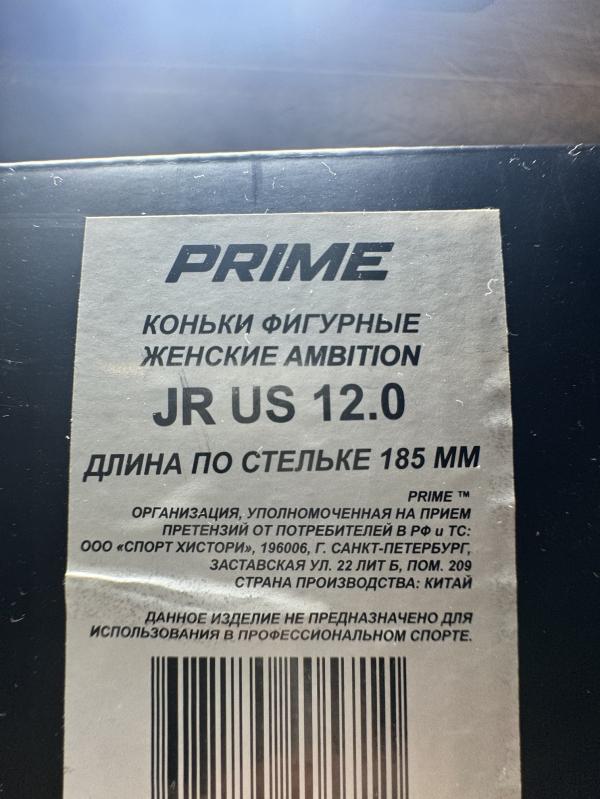 PRIME
КОНЬКИ ФИГУРНЫЕ
ЖЕНСКИЕ AMBITION
JR US 12.0
ДЛИНА ПО СТЕЛЬКЕ 185 ММ
PRIME ™
ОРГАНИЗАЦИЯ, УПОЛНОМОЧЕННАЯ НА ПРИЕМ
ПРЕТЕНЗИЙ ОТ ПОТРЕБИТЕЛЕЙ В РФ и ТС:
ООО «СПОРТ ХИСТОРИ», 196006, Г. САНКТ-ПЕТЕРБУРГ,
ЗАСТАВСКАЯ УЛ. 22 ЛИТ Б, ПОМ. 209
СТРАНА ПРОИЗВОДСТВА: КИТАЙ
ДАННОЕ ИЗДЕЛИЕ НЕ ПРЕДНАЗНАЧЕНО ДЛЯ
ИСПОЛЬЗОВАНИЯ В ПРОФЕССИОНАЛЬНОМ СПОРТЕ.